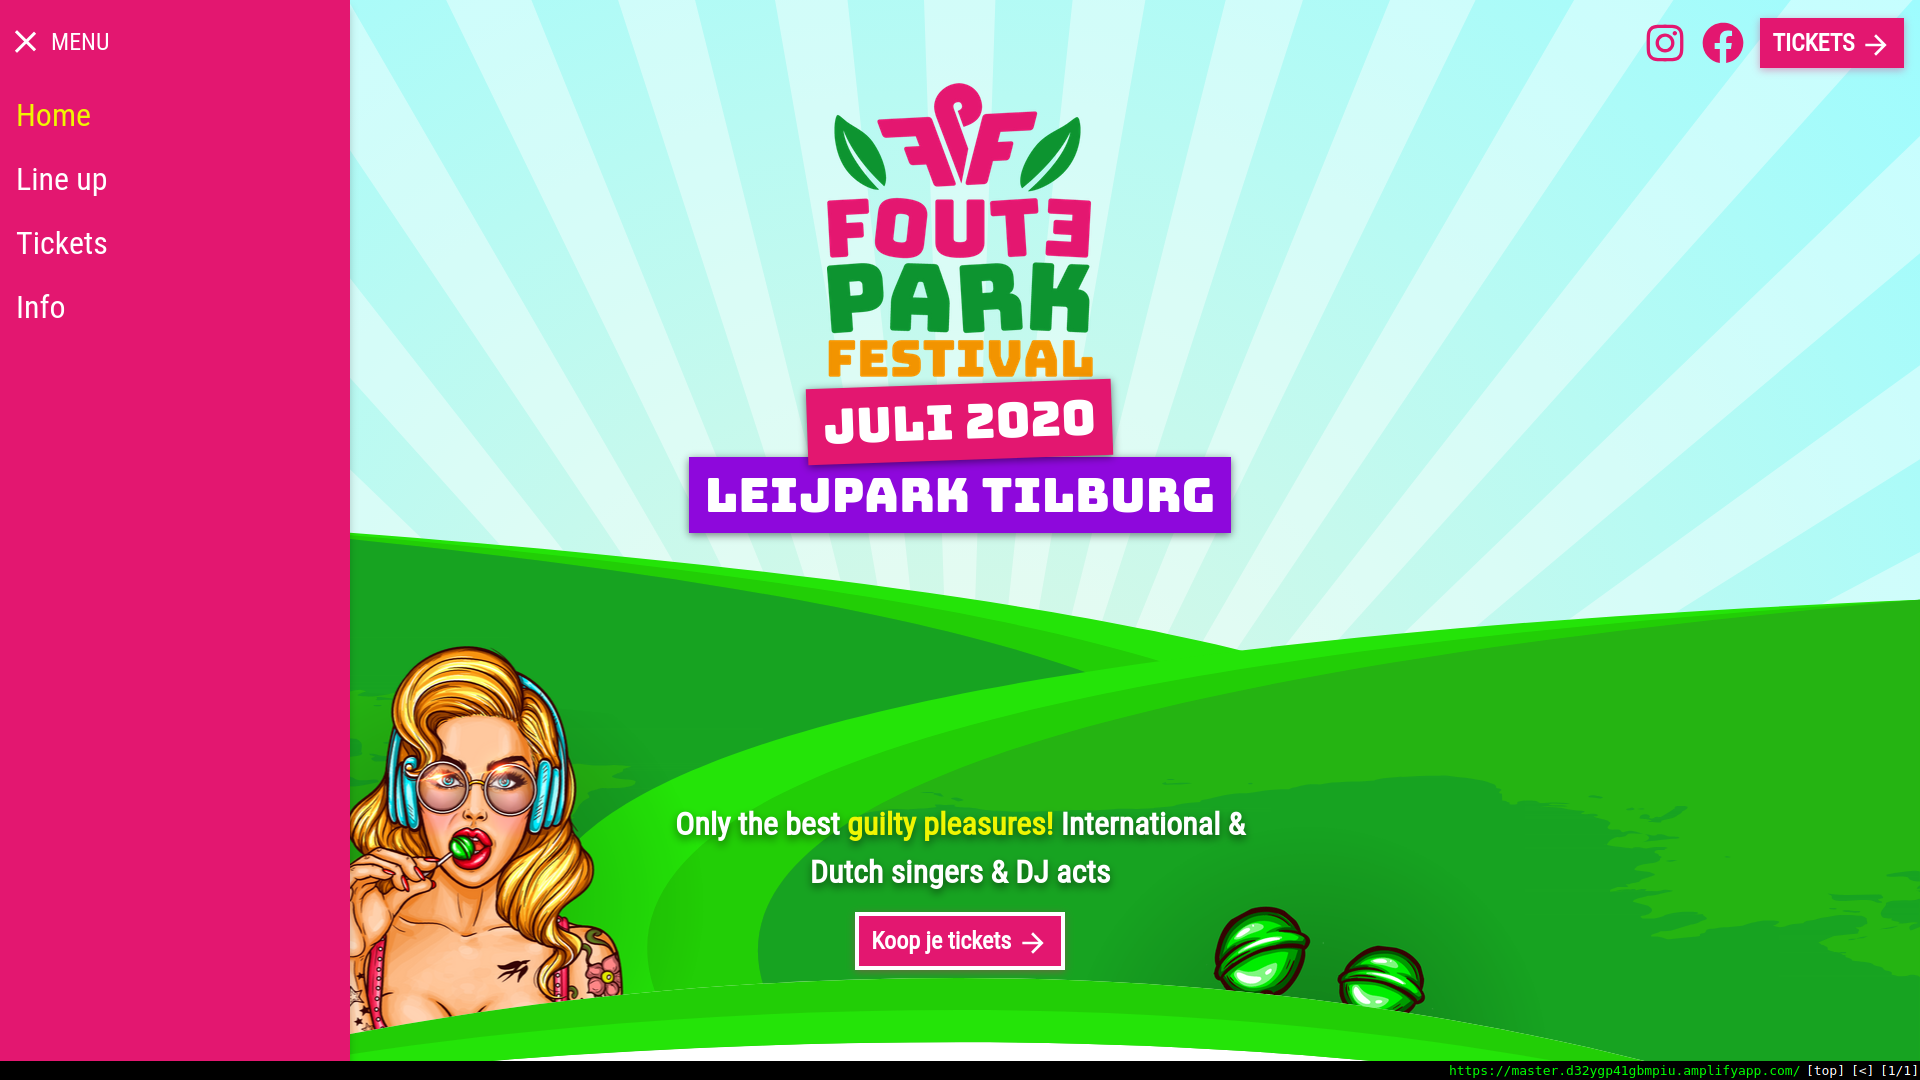 MENU
Home
Line up
Tickets
Info
TICKETS
FPF
FOUTE
PARK
FESTIVAL
JULI 2020
LEIJPARK TILBURG
Only the best guilty pleasures! International &
Dutch singers & DJ acts
Koop je tickets
https://master.d32ygp41gbmpiu.amplifyapp.com/ [top] [<] [1/1]